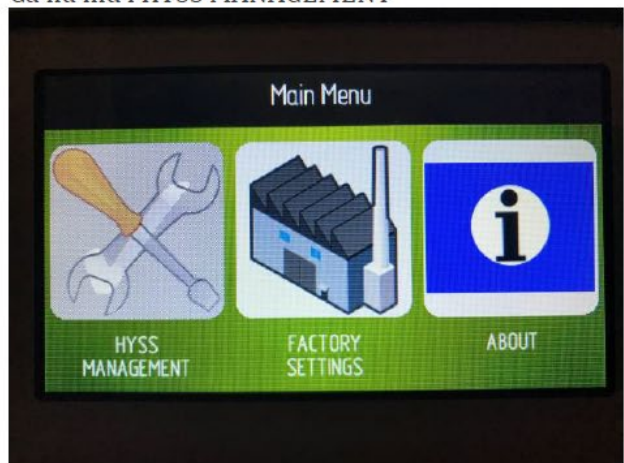 Main Menu
HYSS
MANAGEMENT
FACTORY
SETTINGS
ABOUT